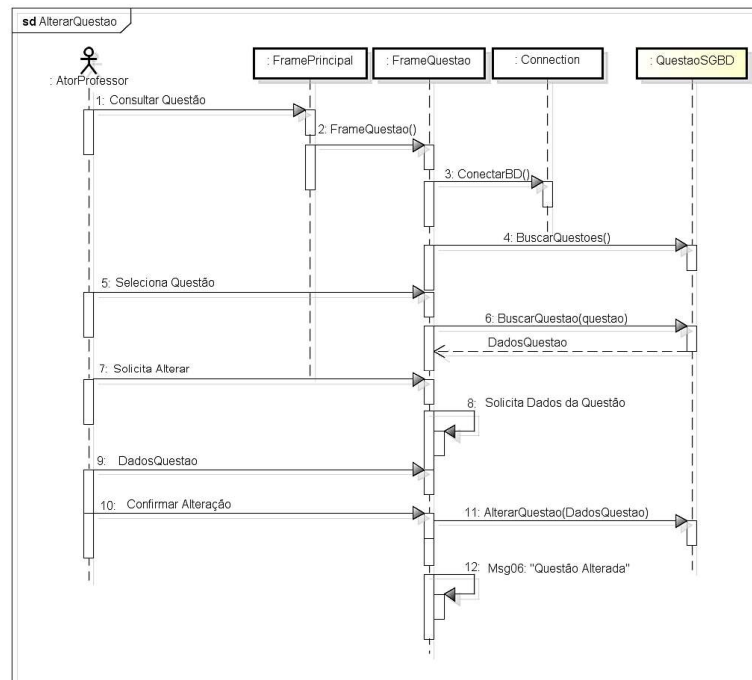 sd AlterarQuestao
: AtorProfessor
: FramePrincipal
: FrameQuestao
: Connection
: QuestaoSGBD
1: Consultar Questão
2: FrameQuestao()
3: ConectarBD()
4: BuscarQuestoes()
5: Seleciona Questão
6: BuscarQuestao(questao)
DadosQuestao
7: Solicita Alterar
8: Solicita Dados da Questão
9: DadosQuestao
10: Confirmar Alteração
11: AlterarQuestao(DadosQuestao)
12: Msg06: "Questão Alterada"